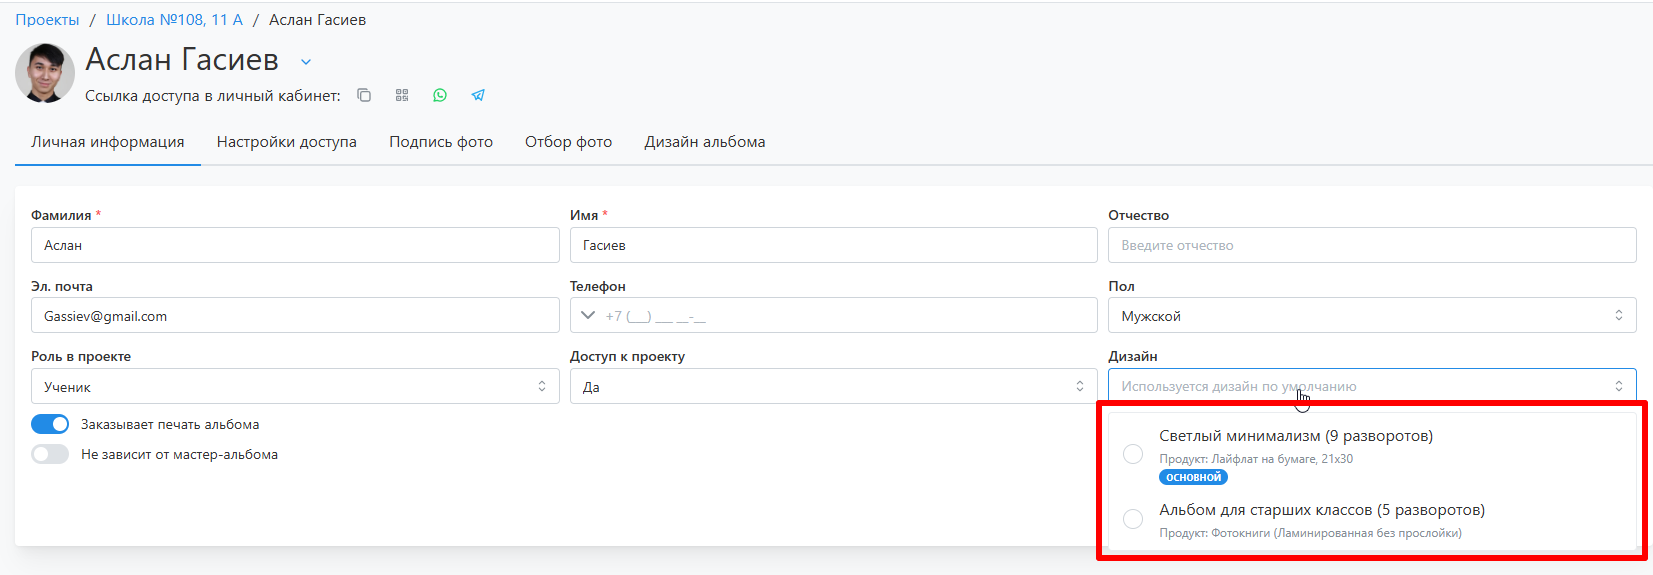 Проекты / Школа №108, 11 А / Аслан Гасиев
Аслан Гасиев
Ссылка доступа в личный кабинет:
Личная информация Настройки доступа Подпись фото Отбор фото Дизайн альбома
Фамилия * Имя * Отчество
Аслан Гасиев Введите отчество
Эл. почта Телефон Пол
Gassiev@gmail.com +7 (___) ___ __-__ Мужской
Роль в проекте Доступ к проекту Дизайн
Ученик Да Используется дизайн по умолчанию
Заказывает печать альбома
Не зависит от мастер-альбома
Светлый минимализм (9 разворотов)
Продукт: Лайфлат на бумаге, 21x30
ОСНОВНОЙ
Альбом для старших классов (5 разворотов)
Продукт: Фотокниги (Ламинированная без прослойки)